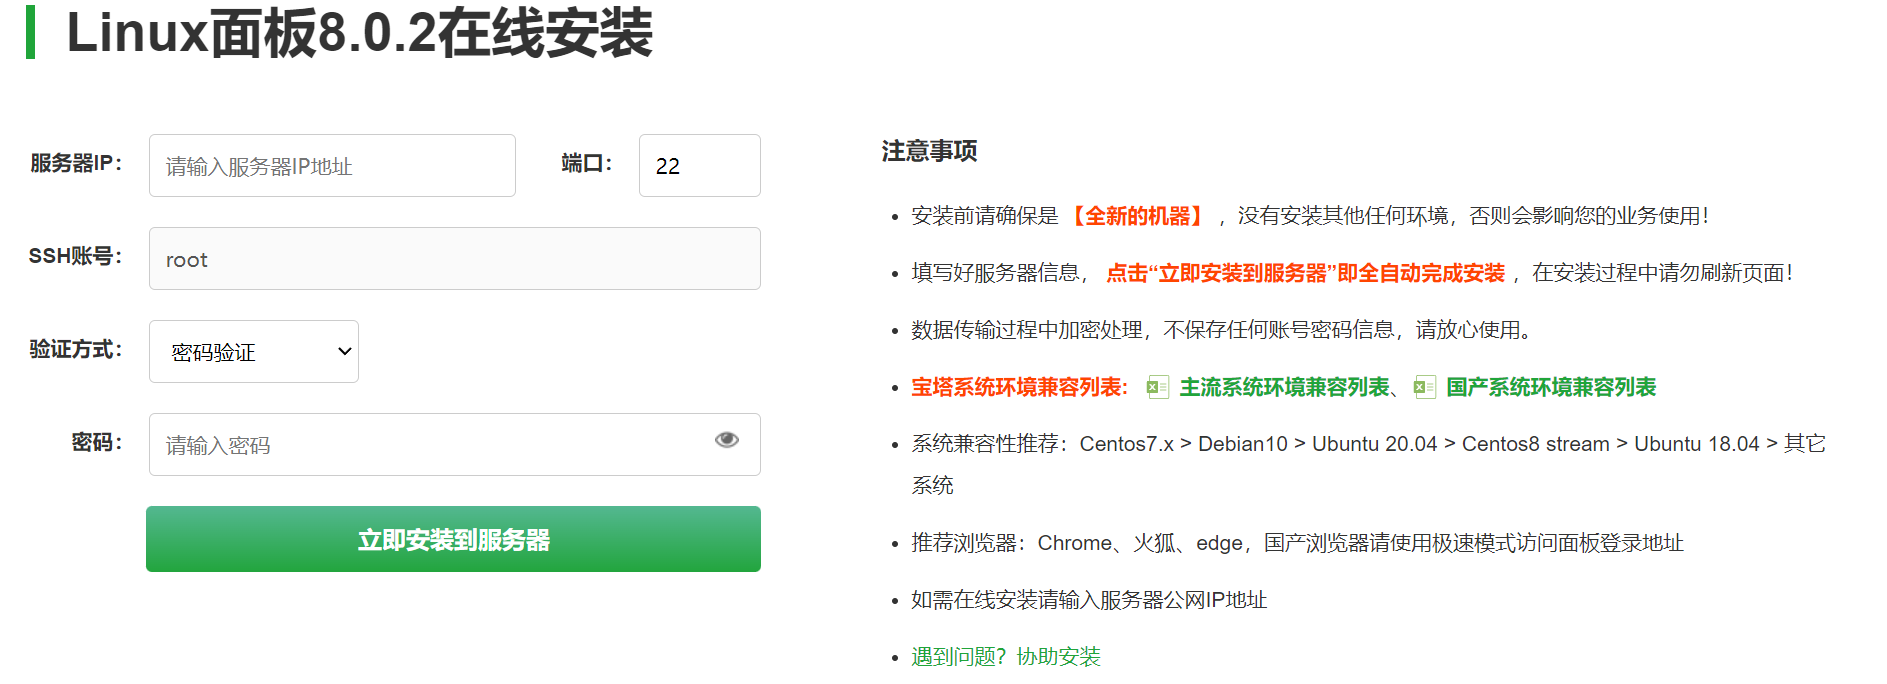 Linux面板8.0.2在线安装
服务器IP：
请输入服务器IP地址
端口：
22
SSH账号：
root
验证方式：
密码验证
密码：
请输入密码
立即安装到服务器
注意事项
安装前请确保是【全新的机器】，没有安装其他任何环境，否则会影响您的业务使用！
填写好服务器信息，点击“立即安装到服务器”即全自动完成安装，在安装过程中请勿刷新页面！
数据传输过程中加密处理，不保存任何账号密码信息，请放心使用。
宝塔系统环境兼容列表：主流系统环境兼容列表、国产系统环境兼容列表
系统兼容性推荐：Centos7.x > Debian10 > Ubuntu 20.04 > Centos8 stream > Ubuntu 18.04 > 其它
系统
推荐浏览器：Chrome、火狐、edge，国产浏览器请使用极速模式访问面板登录地址
如需在线安装请输入服务器公网IP地址
遇到问题？协助安装